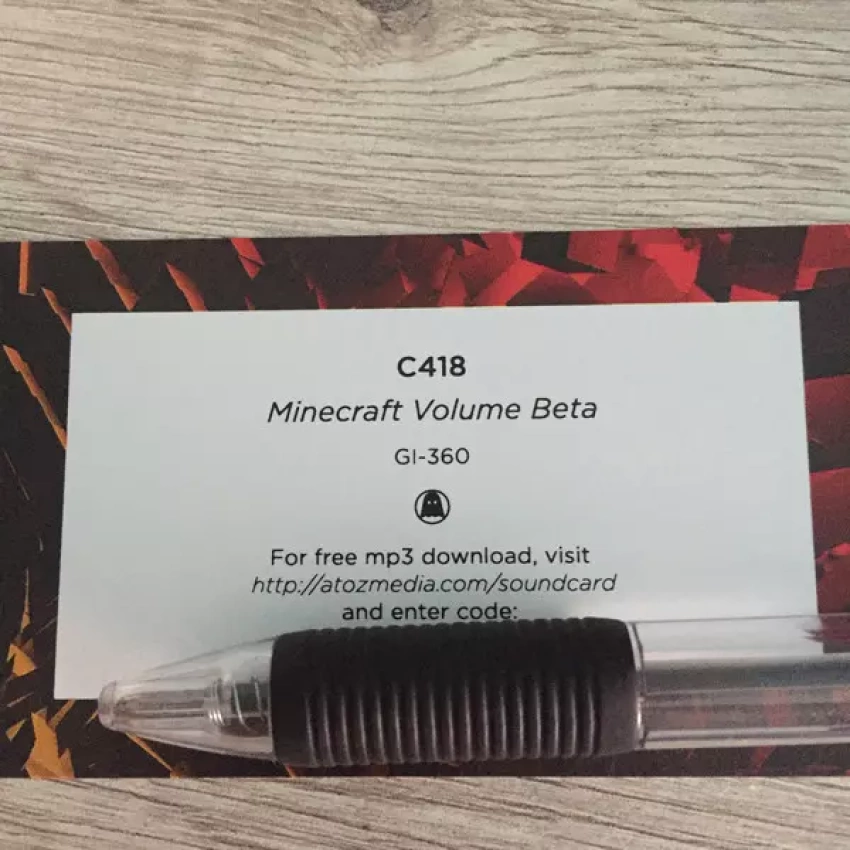 C418
Minecraft Volume Beta
GI-360
For free mp3 download, visit
http://atozmedia.com/soundcard
and enter code: